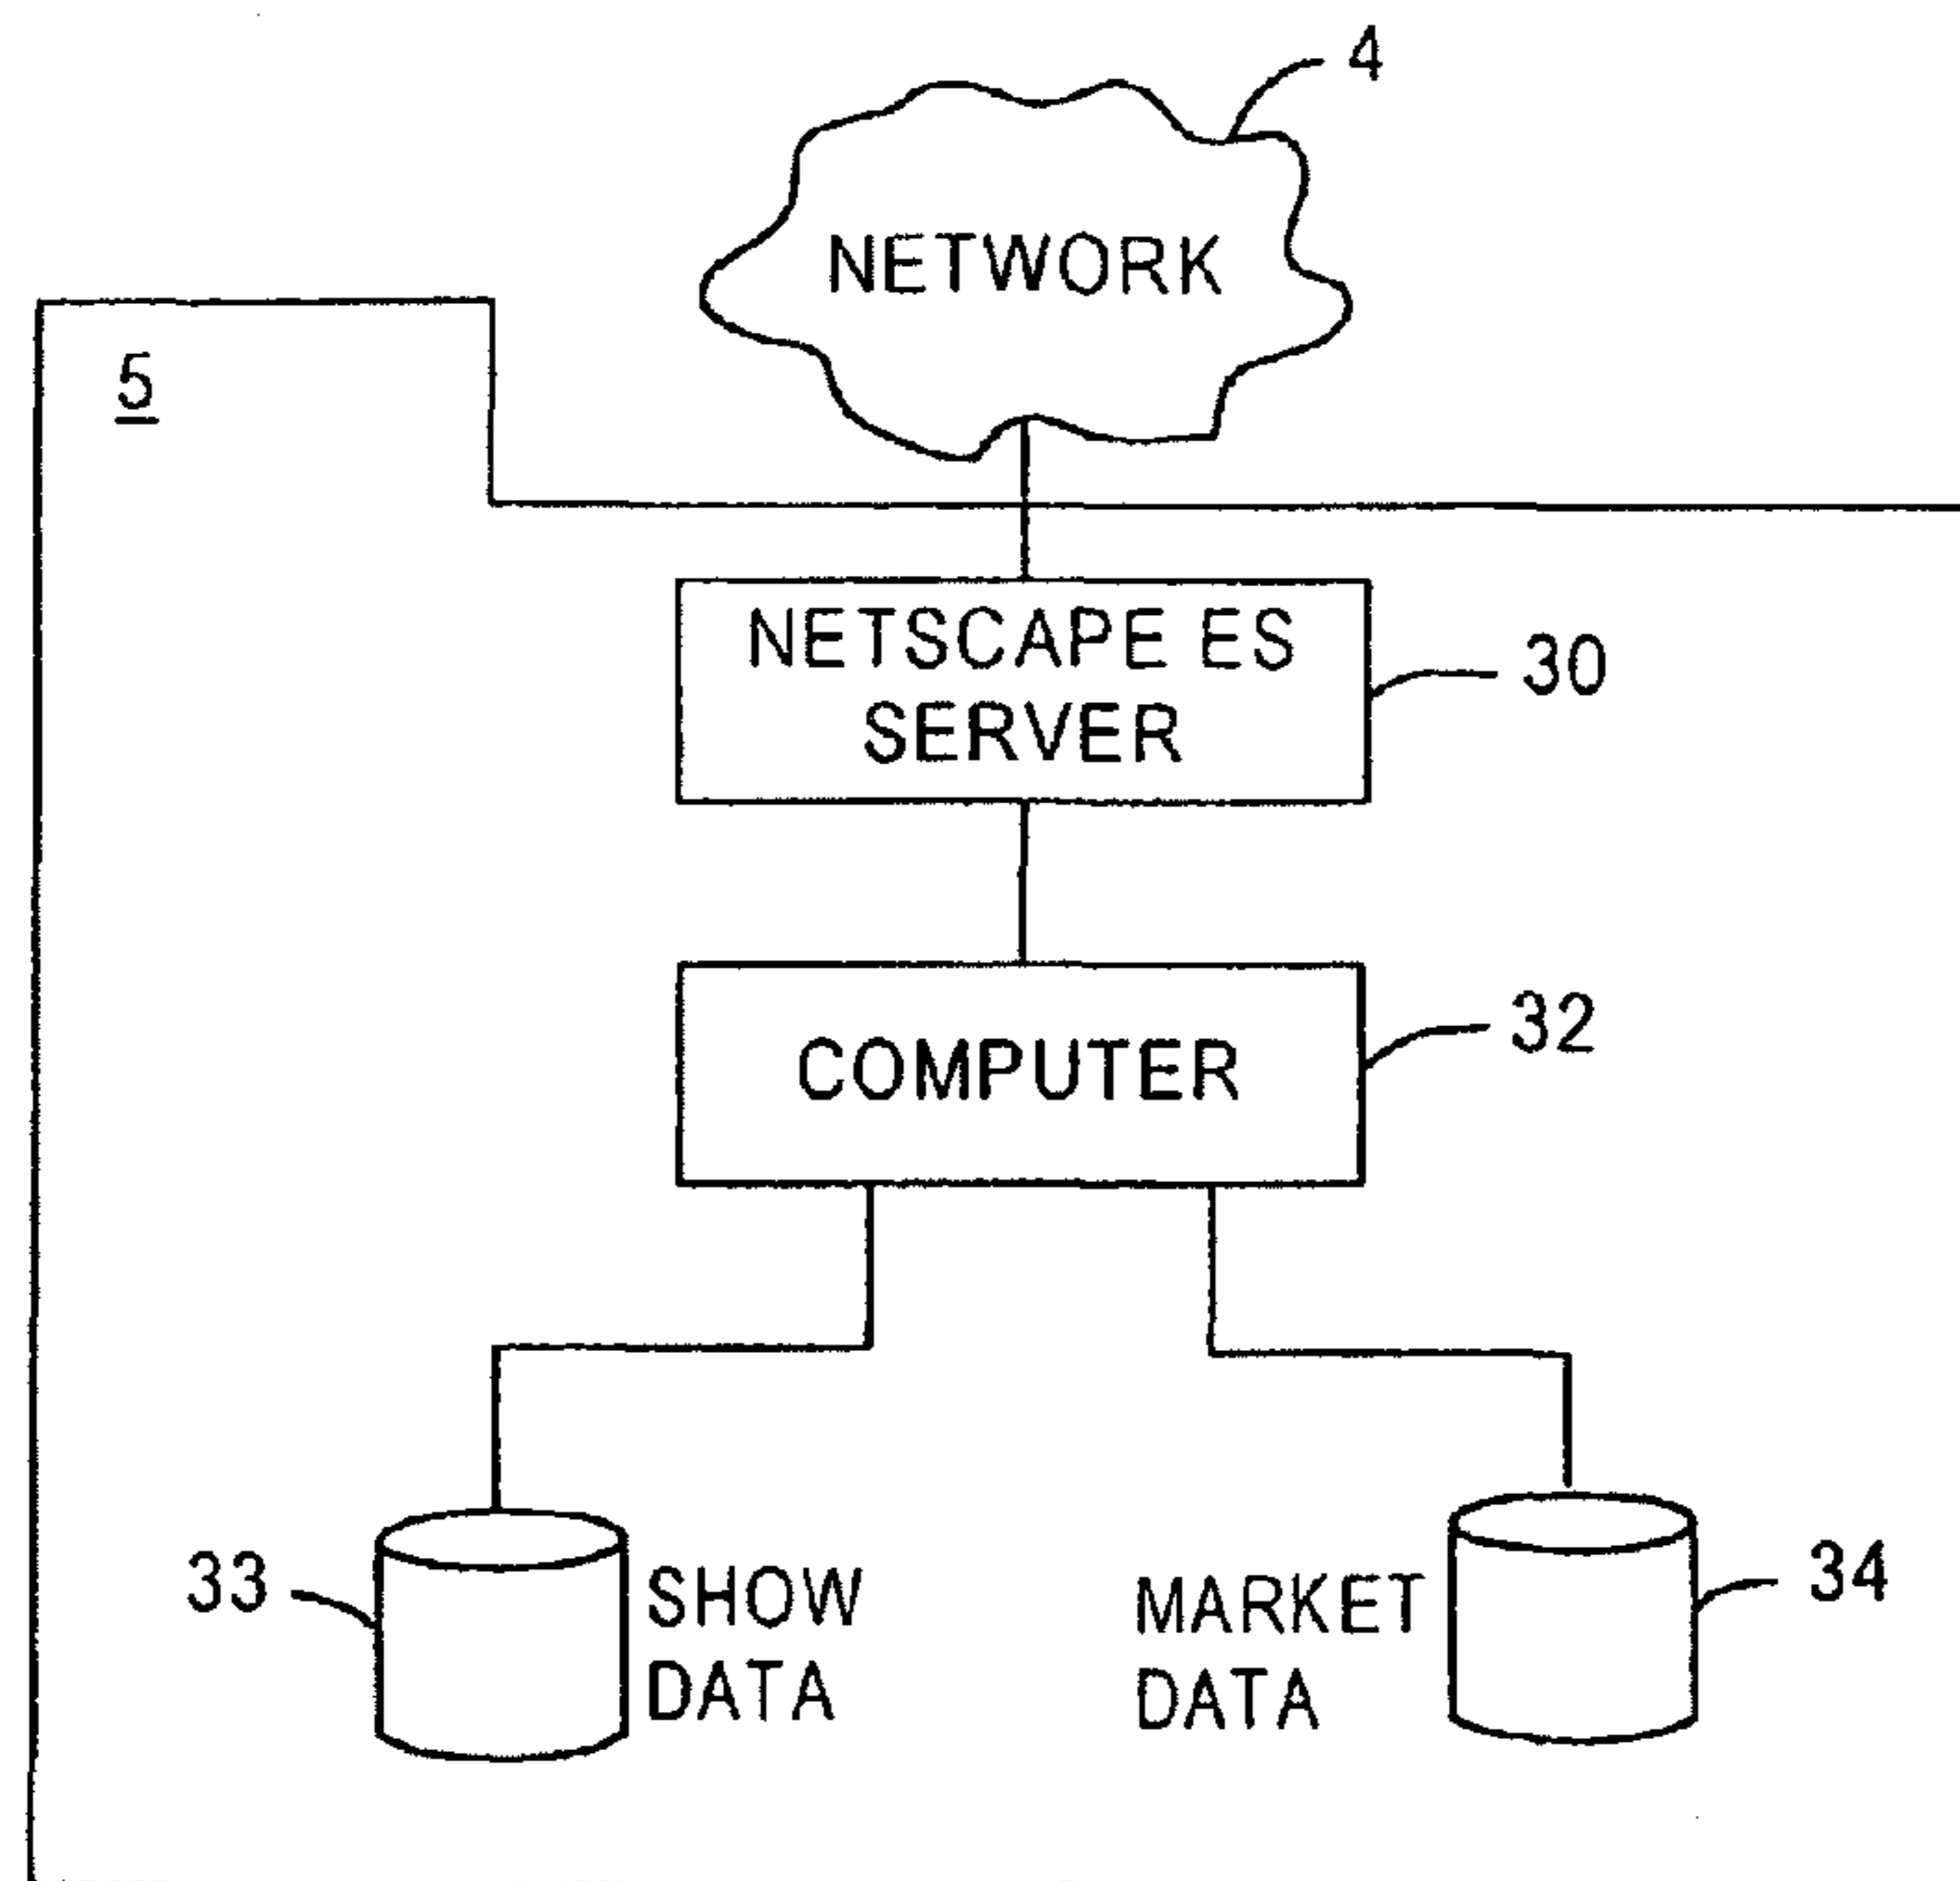 4
NETWORK
5
NETSCAPE ES
SERVER
30
COMPUTER
32
33
SHOW
DATA
MARKET
DATA
34